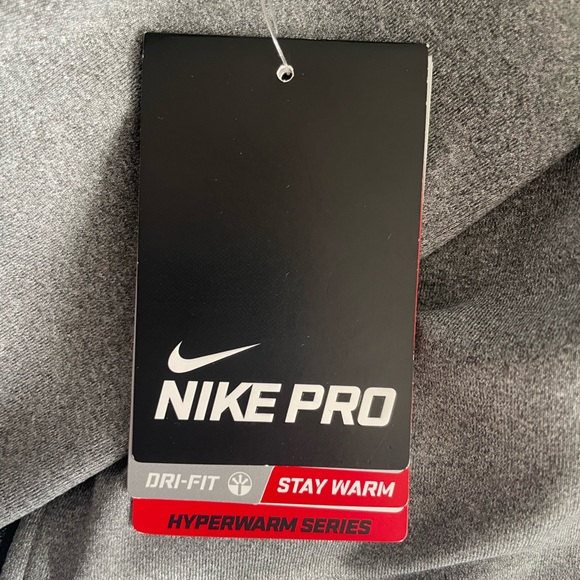 NIKE PRO
DRI-FIT STAY WARM
HYPERWARM SERIES